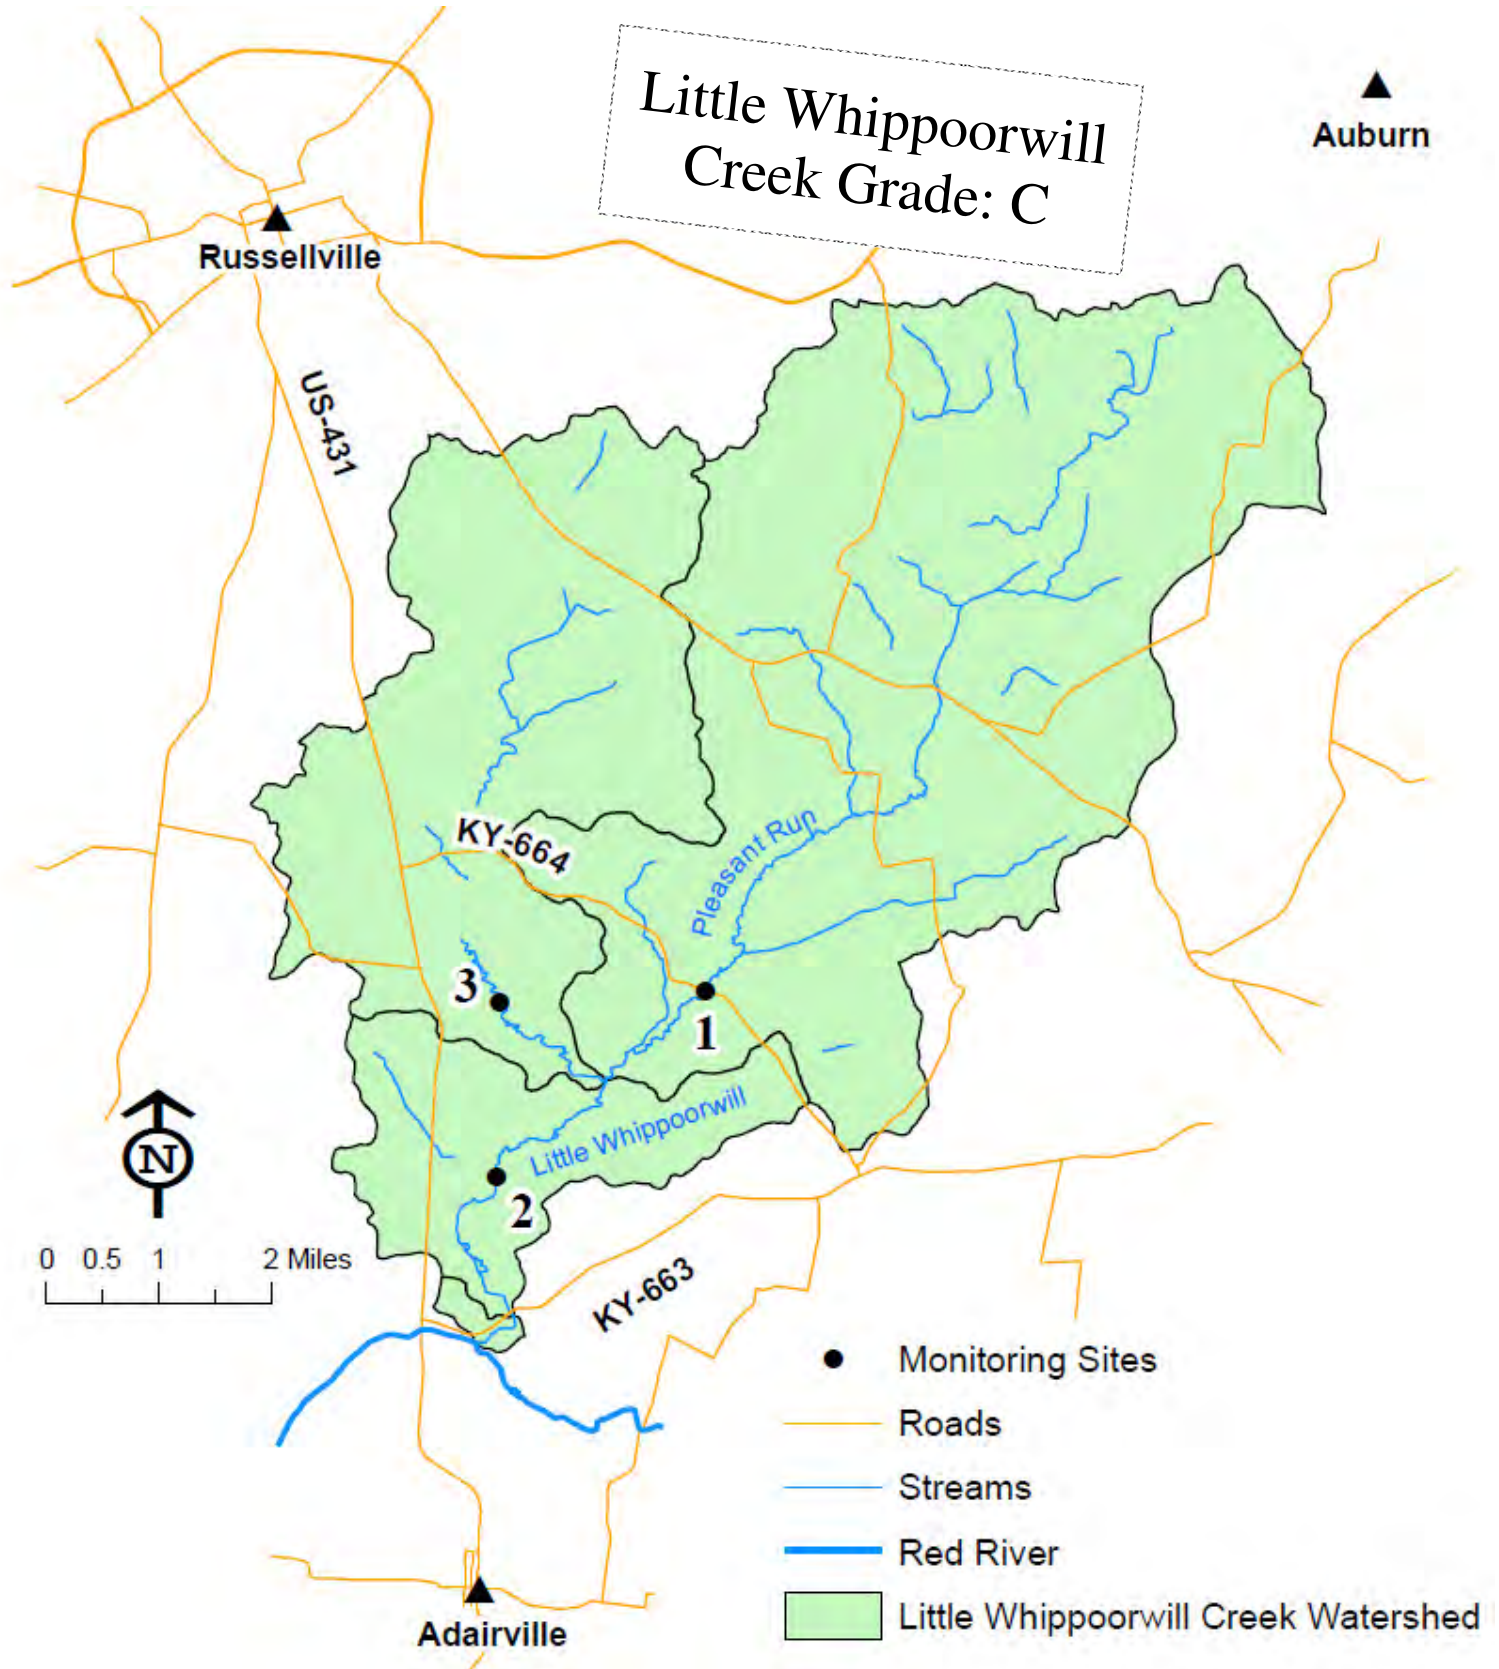 Little Whippoorwill
Creek Grade: C
Auburn
Russellville
US-431
KY-664
Pleasant Run
3
1
Little Whippoorwill
2
N
0 0.5 1 2 Miles
KY-663
Monitoring Sites
Roads
Streams
Red River
Little Whippoorwill Creek Watershed
Adairville